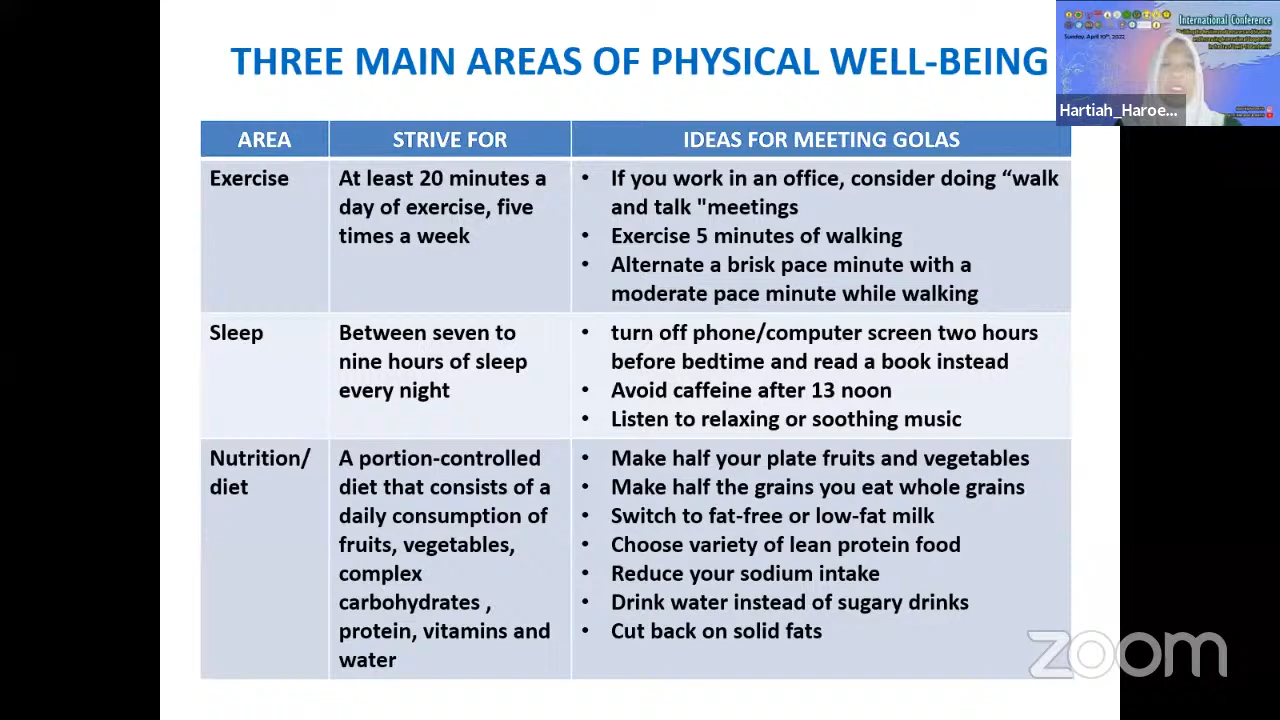 THREE MAIN AREAS OF PHYSICAL WELL-BEING
International Conference
Sunday, April 10th, 2021
Hartiah_Haroe...
AREA
STRIVE FOR
IDEAS FOR MEETING GOLAS
Exercise
At least 20 minutes a
day of exercise, five
times a week
• If you work in an office, consider doing “walk
and talk "meetings
• Exercise 5 minutes of walking
• Alternate a brisk pace minute with a
moderate pace minute while walking
Sleep
Between seven to
nine hours of sleep
every night
• turn off phone/computer screen two hours
before bedtime and read a book instead
• Avoid caffeine after 13 noon
• Listen to relaxing or soothing music
Nutrition/
diet
A portion-controlled
diet that consists of a
daily consumption of
fruits, vegetables,
complex
carbohydrates ,
protein, vitamins and
water
• Make half your plate fruits and vegetables
• Make half the grains you eat whole grains
• Switch to fat-free or low-fat milk
• Choose variety of lean protein food
• Reduce your sodium intake
• Drink water instead of sugary drinks
• Cut back on solid fats
zoom